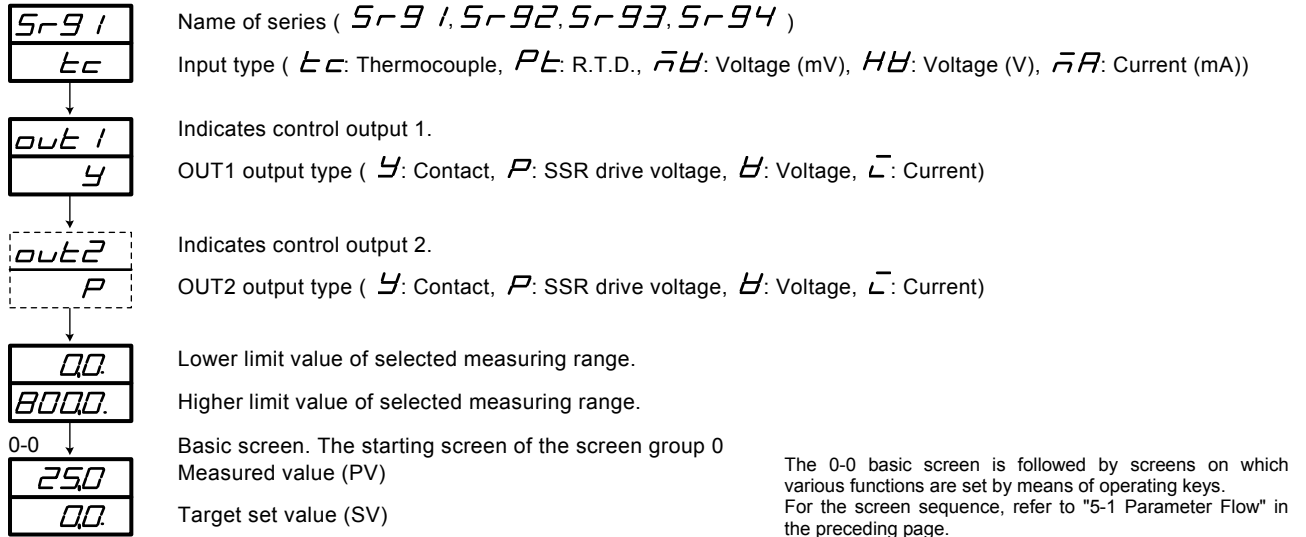 Sr91 Name of series ( Sr91, Sr92, Sr93, Sr94 )
tc Input type ( tc: Thermocouple, Pt: R.T.D., mV: Voltage (mV), HV: Voltage (V), mA: Current (mA))
out1 Indicates control output 1.
Y OUT1 output type ( Y: Contact, P: SSR drive voltage, V: Voltage, i: Current)
out2 Indicates control output 2.
P OUT2 output type ( Y: Contact, P: SSR drive voltage, V: Voltage, i: Current)
0.0. Lower limit value of selected measuring range.
800.0. Higher limit value of selected measuring range.
0-0 Basic screen. The starting screen of the screen group 0
25.0 Measured value (PV)
0.0. Target set value (SV)
The 0-0 basic screen is followed by screens on which
various functions are set by means of operating keys.
For the screen sequence, refer to "5-1 Parameter Flow" in
the preceding page.